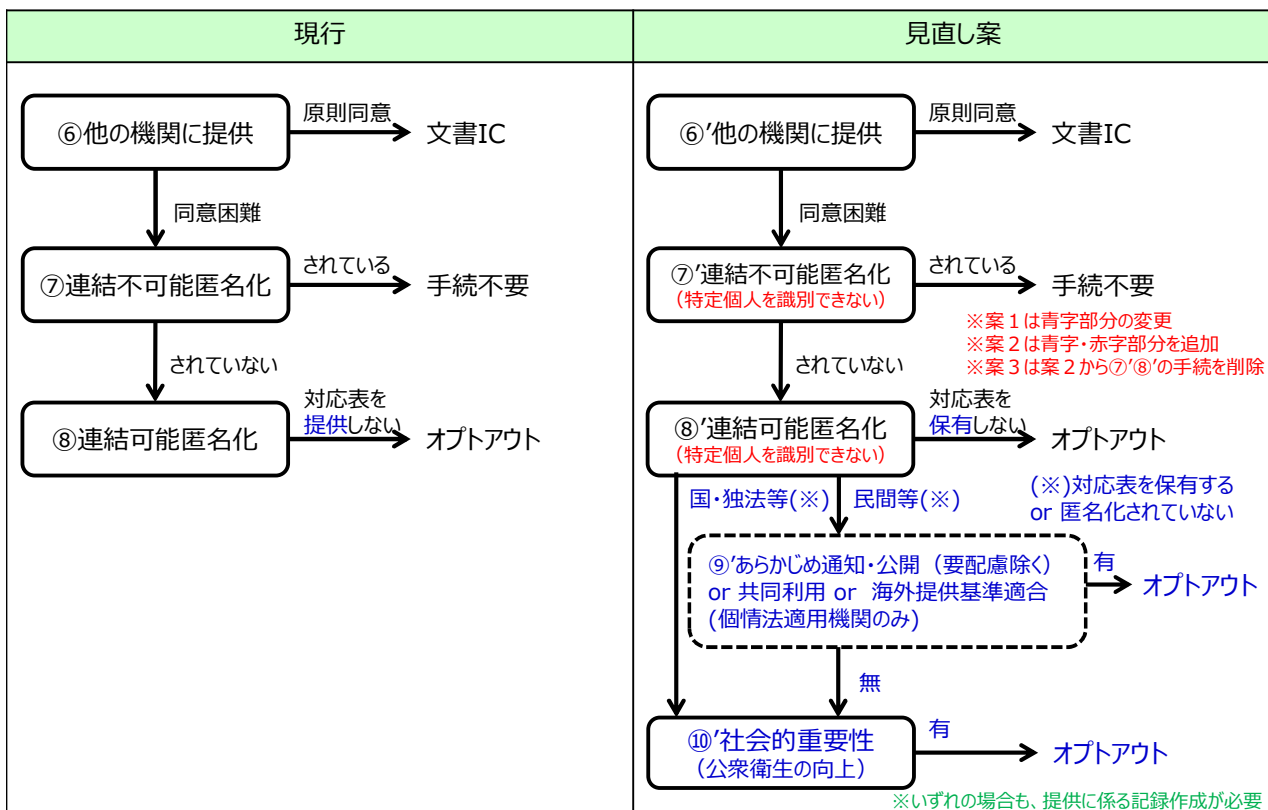 現行
⑥他の機関に提供
原則同意
文書IC
同意困難
⑦連結不可能匿名化
されている
手続不要
されていない
⑧連結可能匿名化
対応表を
提供しない
オプトアウト
見直し案
⑥’他の機関に提供
原則同意
文書IC
同意困難
⑦’連結不可能匿名化
(特定個人を識別できない)
されている
手続不要
※案1は青字部分の変更
※案2は青字・赤字部分を追加
※案3は案2から⑦’⑧’の手続を削除
されていない
⑧’連結可能匿名化
(特定個人を識別できない)
対応表を
保有しない
オプトアウト
国・独法等(※)
民間等(※)
(※)対応表を保有する
or 匿名化されていない
⑨’あらかじめ通知・公開(要配慮除く)
or 共同利用 or 海外提供基準適合
(個情法適用機関のみ)
有
オプトアウト
無
⑩’社会的重要性
(公衆衛生の向上)
有
オプトアウト
※いずれの場合も、提供に係る記録作成が必要